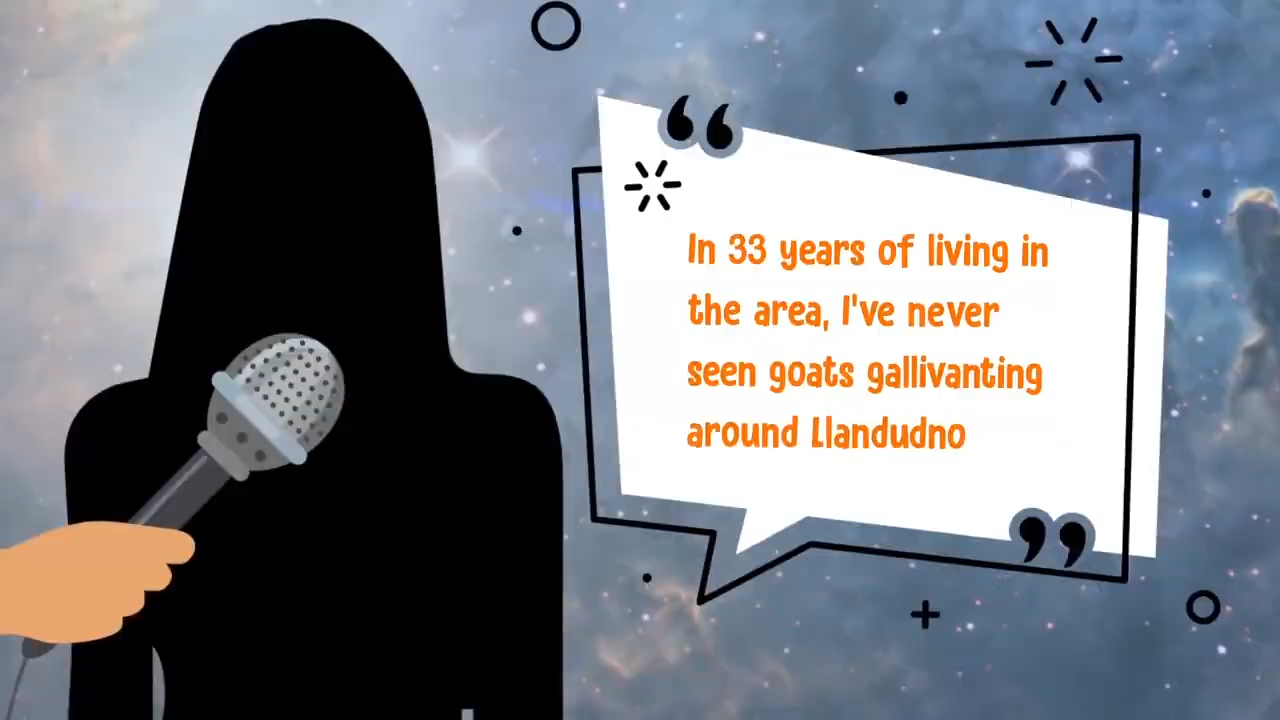 “
In 33 years of living in
the area, I've never
seen goats gallivanting
around Llandudno
”